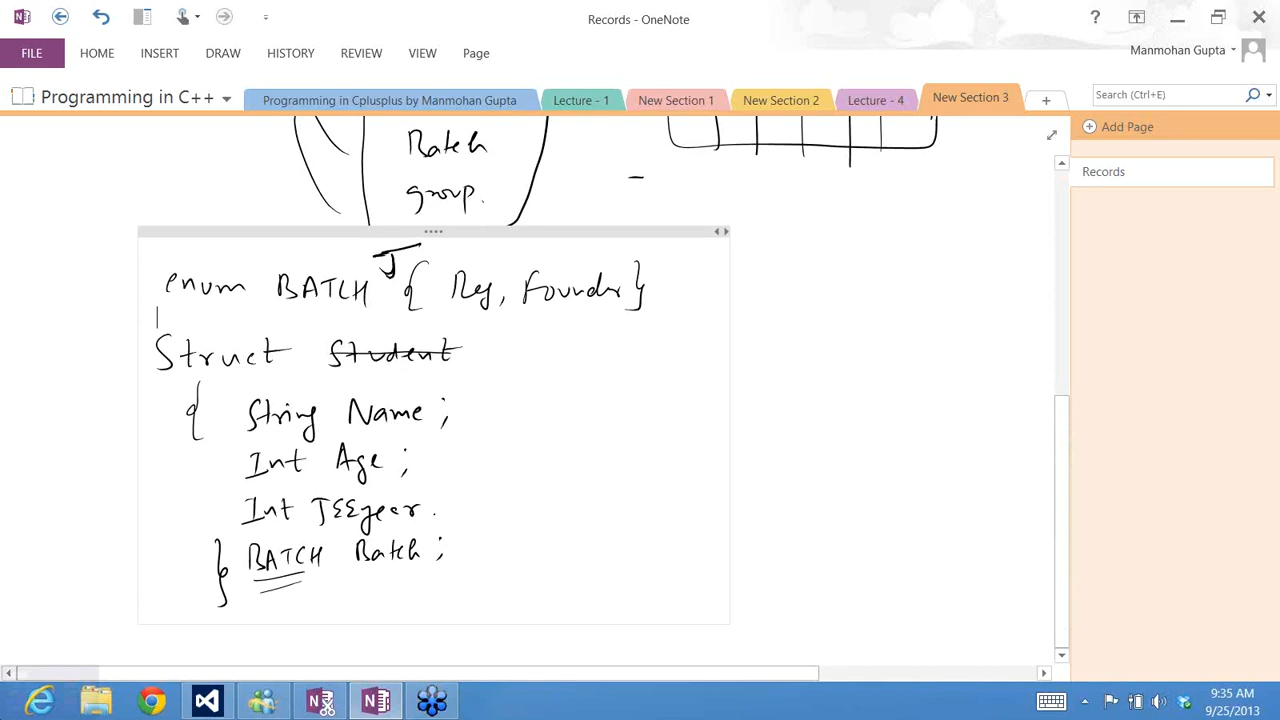 Records - OneNote
?
FILE HOME INSERT DRAW HISTORY REVIEW VIEW Page
Manmohan Gupta
Programming in C++
Programming in Cplusplus by Manmohan Gupta
Lecture - 1
New Section 1
New Section 2
Lecture - 4
New Section 3
+
Search (Ctrl+E)
Add Page
Records
Batch
group.
enum BATCH { Reg, Founder}
Struct Student
{ String Name ;
Int Age ;
Int JEEyear.
} BATCH Batch ;
9:35 AM
9/25/2013